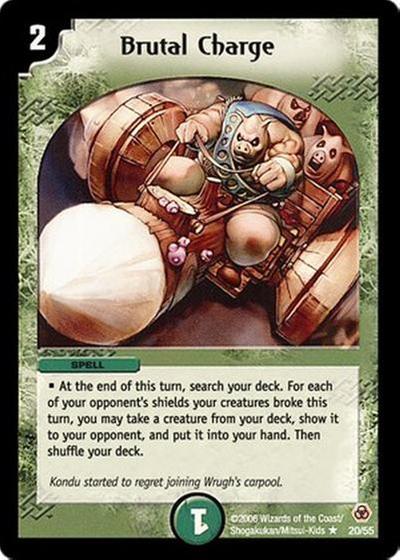 2
Brutal Charge
SPELL
▪ At the end of this turn, search your deck. For each
of your opponent's shields your creatures broke this
turn, you may take a creature from your deck, show it
to your opponent, and put it into your hand. Then
shuffle your deck.
Kondu started to regret joining Wrugh's carpool.
1
©2006 Wizards of the Coast/
Shogakukan/Mitsui-Kids ★ 20/55